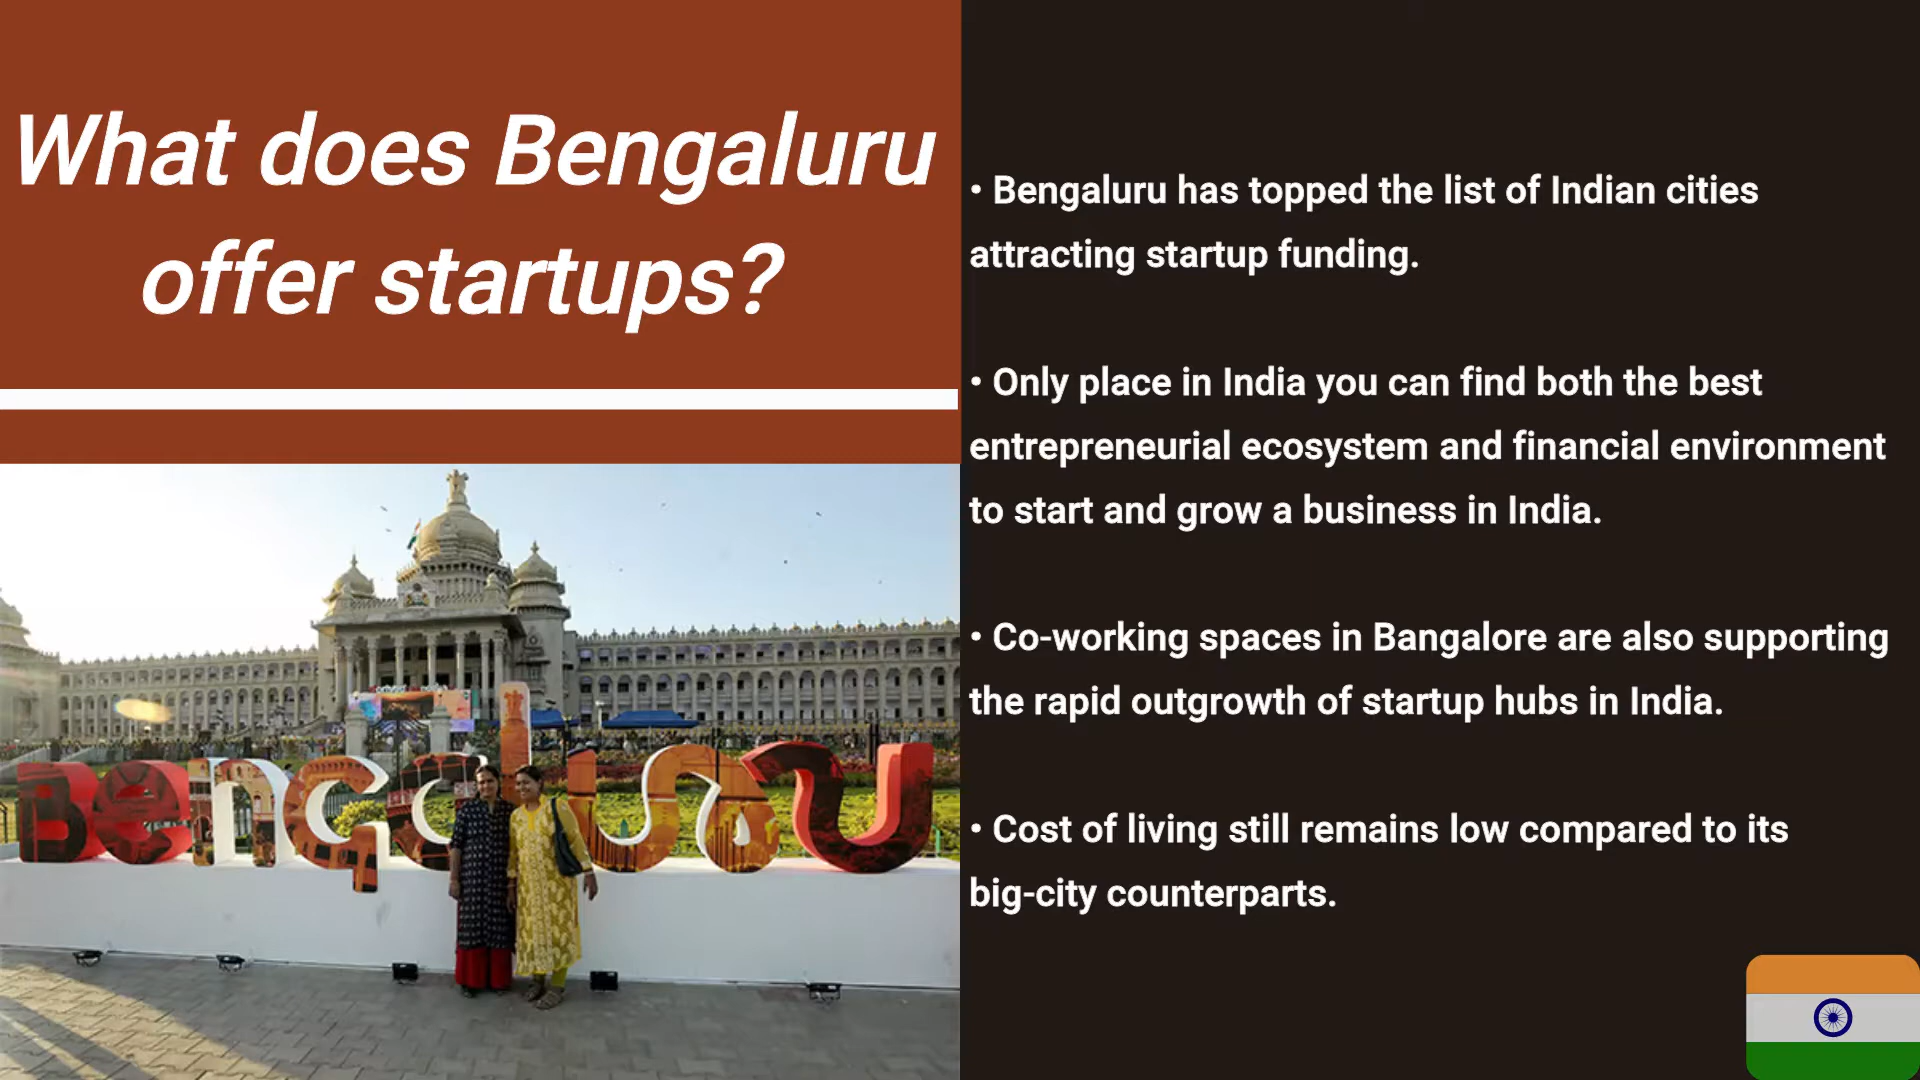 What does Bengaluru
offer startups?
• Bengaluru has topped the list of Indian cities
attracting startup funding.
• Only place in India you can find both the best
entrepreneurial ecosystem and financial environment
to start and grow a business in India.
• Co-working spaces in Bangalore are also supporting
the rapid outgrowth of startup hubs in India.
• Cost of living still remains low compared to its
big-city counterparts.
Bengaluru